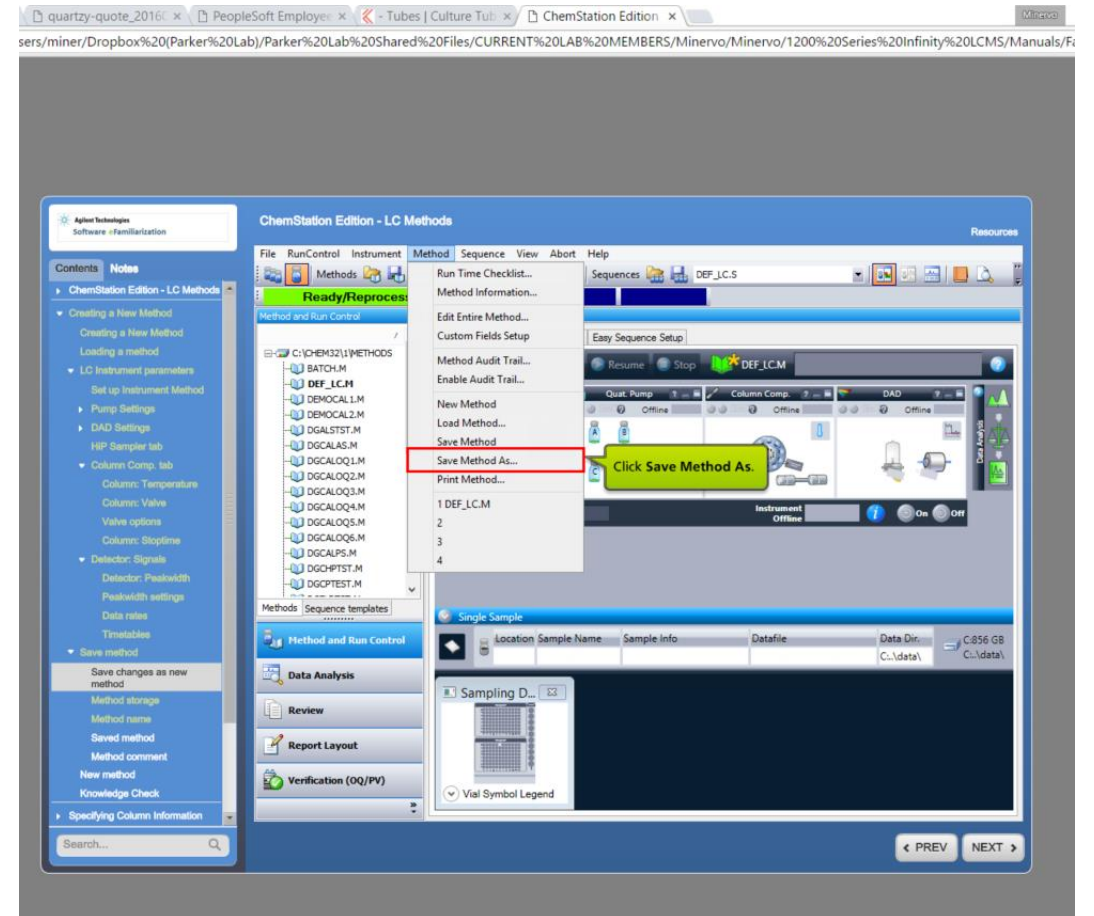 quartzy-quote_2016
PeopleSoft Employee
- Tubes | Culture Tub
ChemStation Edition
Minervo
sers/miner/Dropbox%20(Parker%20Lab)/Parker%20Lab%20Shared%20Files/CURRENT%20LAB%20MEMBERS/Minervo/Minervo/1200%20Series%20Infinity%20LCMS/Manuals/Fa
Agilent Technologies
Software eFamiliarization
ChemStation Edition - LC Methods
Resources
Contents Notes
ChemStation Edition - LC Methods
Creating a New Method
Creating a New Method
Loading a method
LC Instrument parameters
Set up Instrument Method
Pump Settings
DAD Settings
HiP Sampler tab
Column Comp. tab
Column: Temperature
Column: Valve
Valve options
Column: Stoptime
Detector: Signals
Detector: Peakwidth
Peakwidth settings
Data rates
Timetables
Save method
Save changes as new
method
Method storage
Method name
Saved method
Method comment
New method
Knowledge Check
Specifying Column Information
Search...
File RunControl Instrument Method Sequence View Abort Help
Methods
Sequences
DEF_LC.S
Ready/Reproces
Method and Run Control
C:\CHEM32\1\METHODS
BATCH.M
DEF_LC.M
DEMOCAL1.M
DEMOCAL2.M
DGALSTST.M
DGCALAS.M
DGCALOQ1.M
DGCALOQ2.M
DGCALOQ3.M
DGCALOQ4.M
DGCALOQ5.M
DGCALOQ6.M
DGCALPS.M
DGCHPTST.M
DGCPTEST.M
Methods Sequence templates
Method and Run Control
Data Analysis
Review
Report Layout
Verification (OQ/PV)
Run Time Checklist...
Method Information...
Edit Entire Method...
Custom Fields Setup
Method Audit Trail...
Enable Audit Trail...
New Method
Load Method...
Save Method
Save Method As...
Print Method...
1 DEF_LC.M
2
3
4
Click Save Method As.
Easy Sequence Setup
Resume Stop DEF_LC.M
Quat. Pump Column Comp. DAD
Offline Offline Offline
A B
C
Data Analysis
Instrument
Offline
On Off
Single Sample
Location Sample Name Sample Info Datafile Data Dir.
C:..\data\
C:856 GB
C:..\data\
Sampling D...
Vial Symbol Legend
PREV NEXT